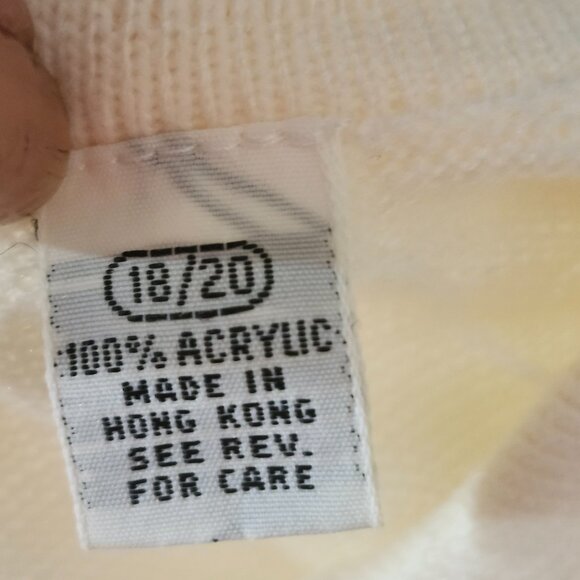 18/20
100% ACRYLIC
MADE IN
HONG KONG
SEE REV.
FOR CARE